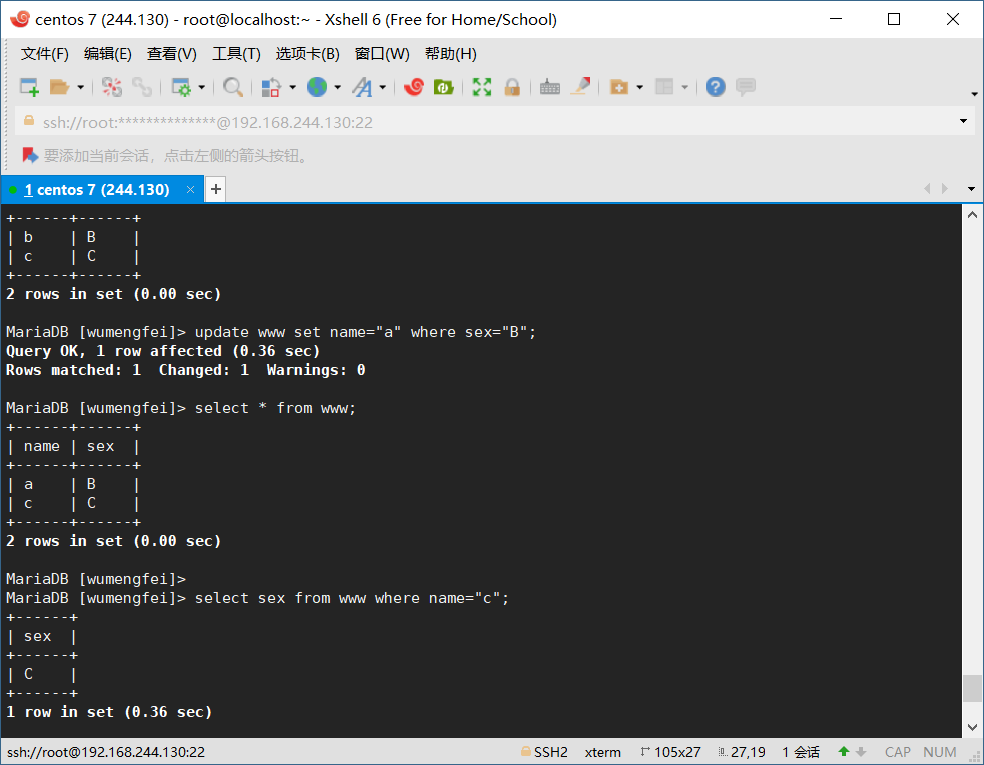 centos 7 (244.130) - root@localhost:~ - Xshell 6 (Free for Home/School)
文件(F) 编辑(E) 查看(V) 工具(T) 选项卡(B) 窗口(W) 帮助(H)
ssh://root:**************@192.168.244.130:22
要添加当前会话，点击左侧的箭头按钮。
1 centos 7 (244.130) × +
+------+------+
| b    | B    |
| c    | C    |
+------+------+
2 rows in set (0.00 sec)
MariaDB [wumengfei]> update www set name="a" where sex="B";
Query OK, 1 row affected (0.36 sec)
Rows matched: 1  Changed: 1  Warnings: 0
MariaDB [wumengfei]> select * from www;
+------+------+
| name | sex  |
+------+------+
| a    | B    |
| c    | C    |
+------+------+
2 rows in set (0.00 sec)
MariaDB [wumengfei]>
MariaDB [wumengfei]> select sex from www where name="c";
+------+
| sex  |
+------+
| C    |
+------+
1 row in set (0.36 sec)
ssh://root@192.168.244.130:22 SSH2 xterm 105x27 27,19 1 会话 CAP NUM